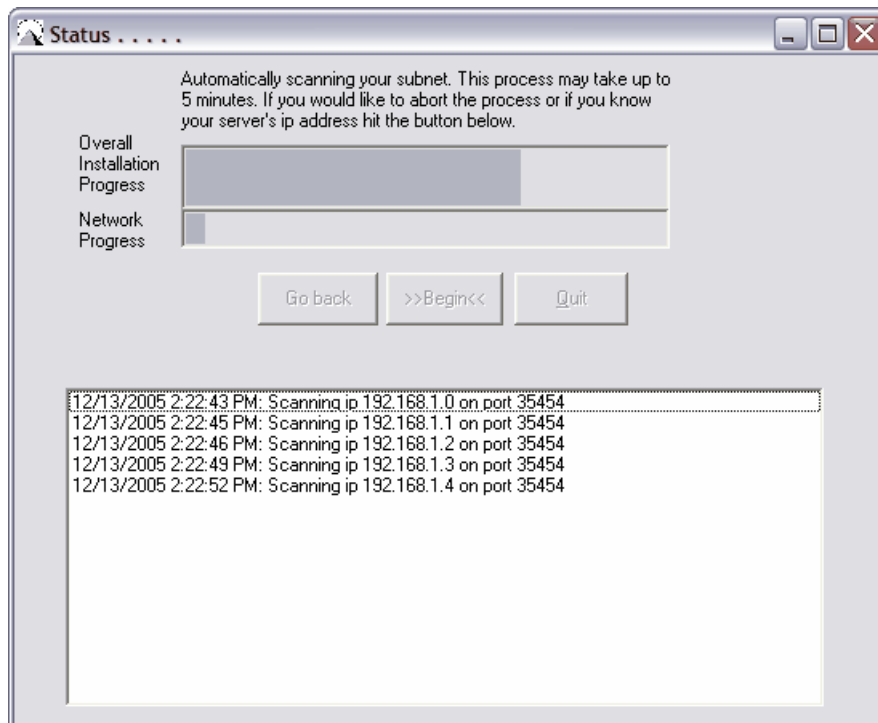 Status . . . . .
Automatically scanning your subnet. This process may take up to
5 minutes. If you would like to abort the process or if you know
your server's ip address hit the button below.
Overall
Installation
Progress
Network
Progress
Go back
>>Begin<<
Quit
12/13/2005 2:22:43 PM: Scanning ip 192.168.1.0 on port 35454
12/13/2005 2:22:45 PM: Scanning ip 192.168.1.1 on port 35454
12/13/2005 2:22:46 PM: Scanning ip 192.168.1.2 on port 35454
12/13/2005 2:22:49 PM: Scanning ip 192.168.1.3 on port 35454
12/13/2005 2:22:52 PM: Scanning ip 192.168.1.4 on port 35454